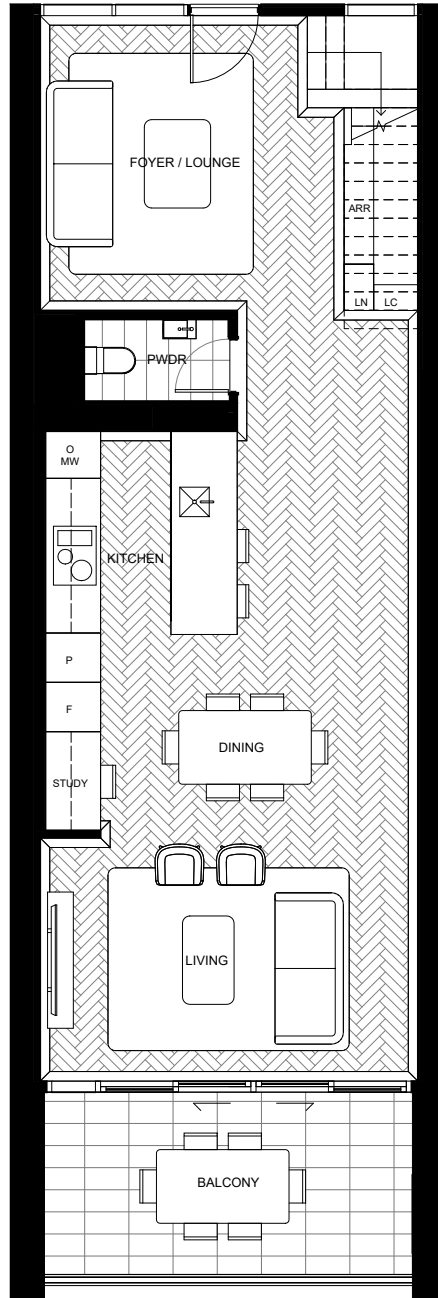 FOYER / LOUNGE
ARR
LN
LC
PWDR
O
MW
KITCHEN
P
F
DINING
STUDY
LIVING
BALCONY